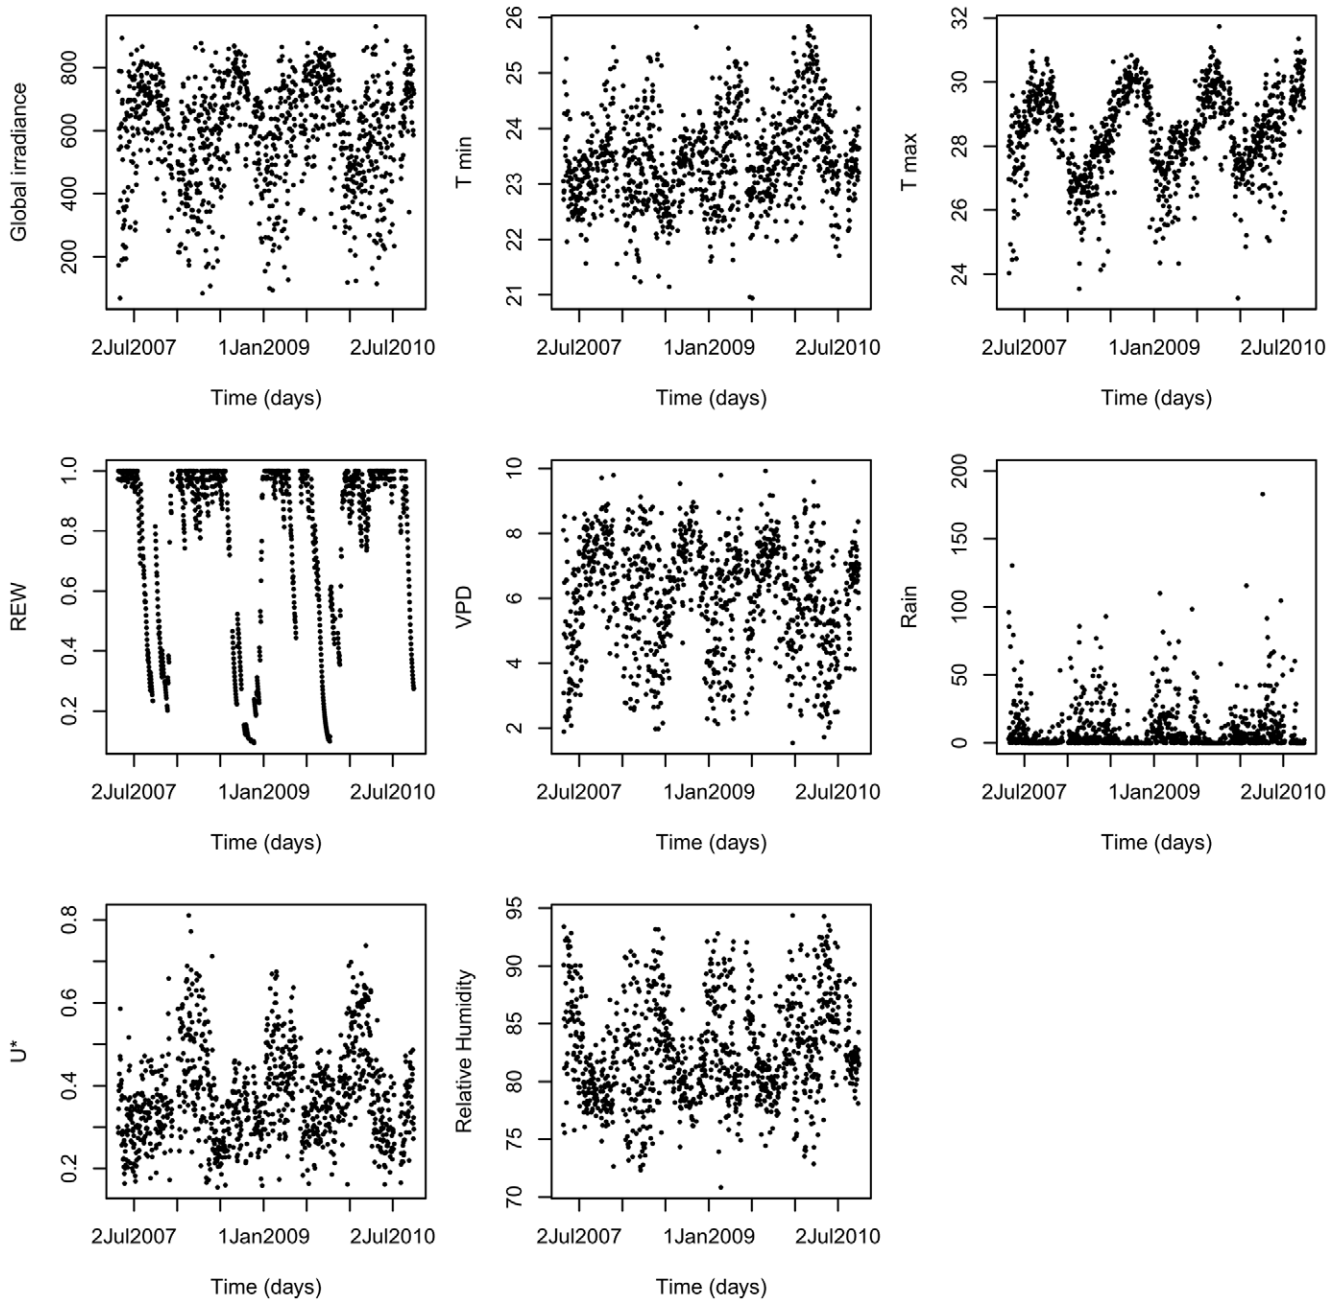 Global irradiance
200 400 600 800
2Jul2007 1Jan2009 2Jul2010
Time (days)
T min
21 22 23 24 25 26
2Jul2007 1Jan2009 2Jul2010
Time (days)
T max
24 26 28 30 32
2Jul2007 1Jan2009 2Jul2010
Time (days)
REW
0.2 0.4 0.6 0.8 1.0
2Jul2007 1Jan2009 2Jul2010
Time (days)
VPD
2 4 6 8 10
2Jul2007 1Jan2009 2Jul2010
Time (days)
Rain
0 50 100 150 200
2Jul2007 1Jan2009 2Jul2010
Time (days)
U*
0.2 0.4 0.6 0.8
2Jul2007 1Jan2009 2Jul2010
Time (days)
Relative Humidity
70 75 80 85 90 95
2Jul2007 1Jan2009 2Jul2010
Time (days)